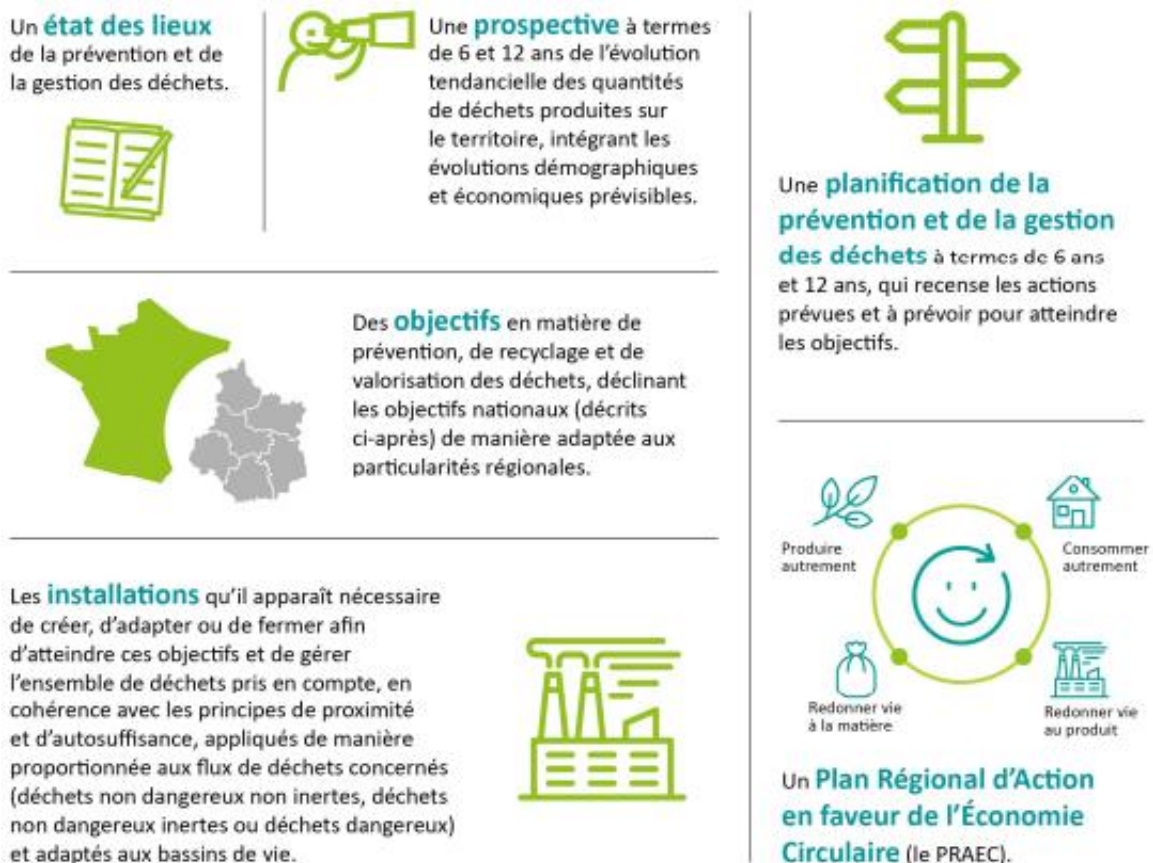 Un état des lieux
de la prévention et de
la gestion des déchets.
Une prospective à termes
de 6 et 12 ans de l’évolution
tendancielle des quantités
de déchets produites sur
le territoire, intégrant les
évolutions démographiques
et économiques prévisibles.
Des objectifs en matière de
prévention, de recyclage et de
valorisation des déchets, déclinant
les objectifs nationaux (décrits
ci-après) de manière adaptée aux
particularités régionales.
Les installations qu’il apparaît nécessaire
de créer, d’adapter ou de fermer afin
d’atteindre ces objectifs et de gérer
l’ensemble de déchets pris en compte, en
cohérence avec les principes de proximité
et d’autosuffisance, appliqués de manière
proportionnée aux flux de déchets concernés
(déchets non dangereux non inertes, déchets
non dangereux inertes ou déchets dangereux)
et adaptés aux bassins de vie.
Une planification de la
prévention et de la gestion
des déchets à termes de 6 ans
et 12 ans, qui recense les actions
prévues et à prévoir pour atteindre
les objectifs.
Produire
autrement
Consommer
autrement
Redonner vie
à la matière
Redonner vie
au produit
Un Plan Régional d’Action
en faveur de l’Économie
Circulaire (le PRAEC).